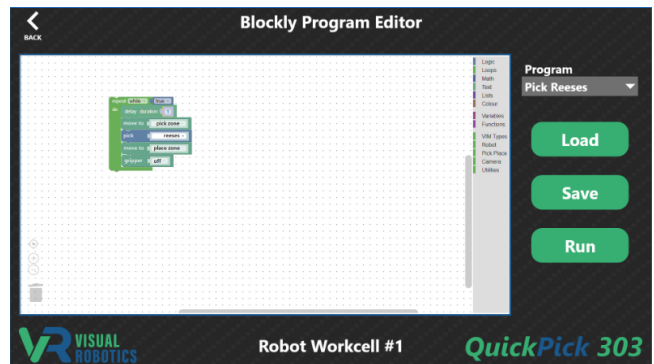 BACK
Blockly Program Editor
repeat while true
do
delay duration 1
move to pick zone
pick reeses
move to place zone
gripper off
Logic
Loops
Math
Text
Lists
Colour
Variables
Functions
VIM Types
Robot
Pick Place
Camera
Utilities
Program
Pick Reeses
Load
Save
Run
VR VISUAL
ROBOTICS
Robot Workcell #1
QuickPick 303